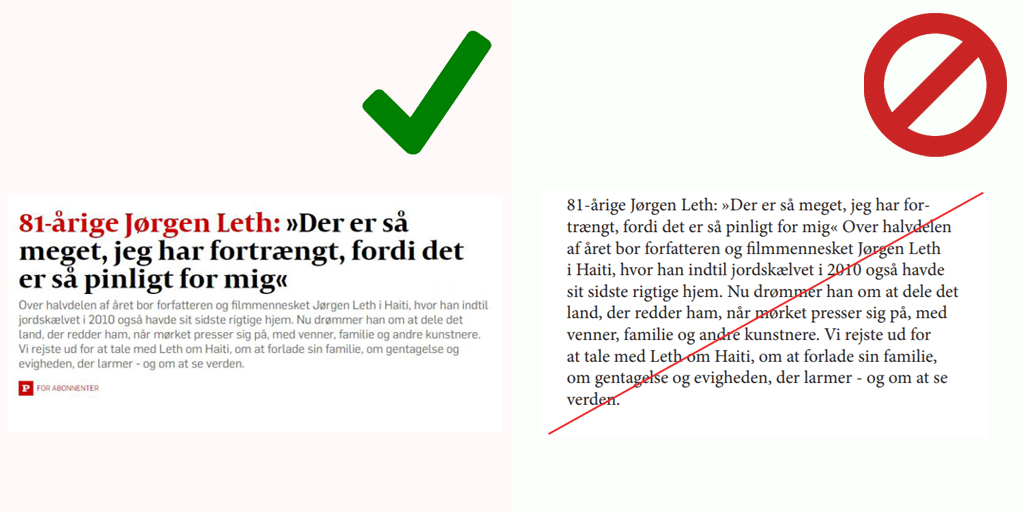 81-årige Jørgen Leth: »Der er så
meget, jeg har fortrængt, fordi det
er så pinligt for mig«
Over halvdelen af året bor forfatteren og filmmennesket Jørgen Leth i Haiti, hvor han indtil
jordskælvet i 2010 også havde sit sidste rigtige hjem. Nu drømmer han om at dele det
land, der redder ham, når mørket presser sig på, med venner, familie og andre kunstnere.
Vi rejste ud for at tale med Leth om Haiti, om at forlade sin familie, om gentagelse og
evigheden, der larmer - og om at se verden.
P FOR ABONNENTER
81-årige Jørgen Leth: »Der er så meget, jeg har for-
trængt, fordi det er så pinligt for mig« Over halvdelen
af året bor forfatteren og filmmennesket Jørgen Leth
i Haiti, hvor han indtil jordskælvet i 2010 også havde
sit sidste rigtige hjem. Nu drømmer han om at dele det
land, der redder ham, når mørket presser sig på, med
venner, familie og andre kunstnere. Vi rejste ud for
at tale med Leth om Haiti, om at forlade sin familie,
om gentagelse og evigheden, der larmer - og om at se
verden.